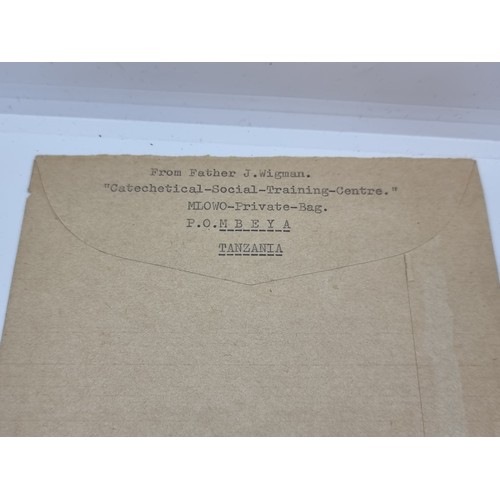 From Father J.Wigman.
"Catechetical-Social-Training-Centre."
MLOWO-Private-Bag.
P.O.M B E Y A
TANZANIA